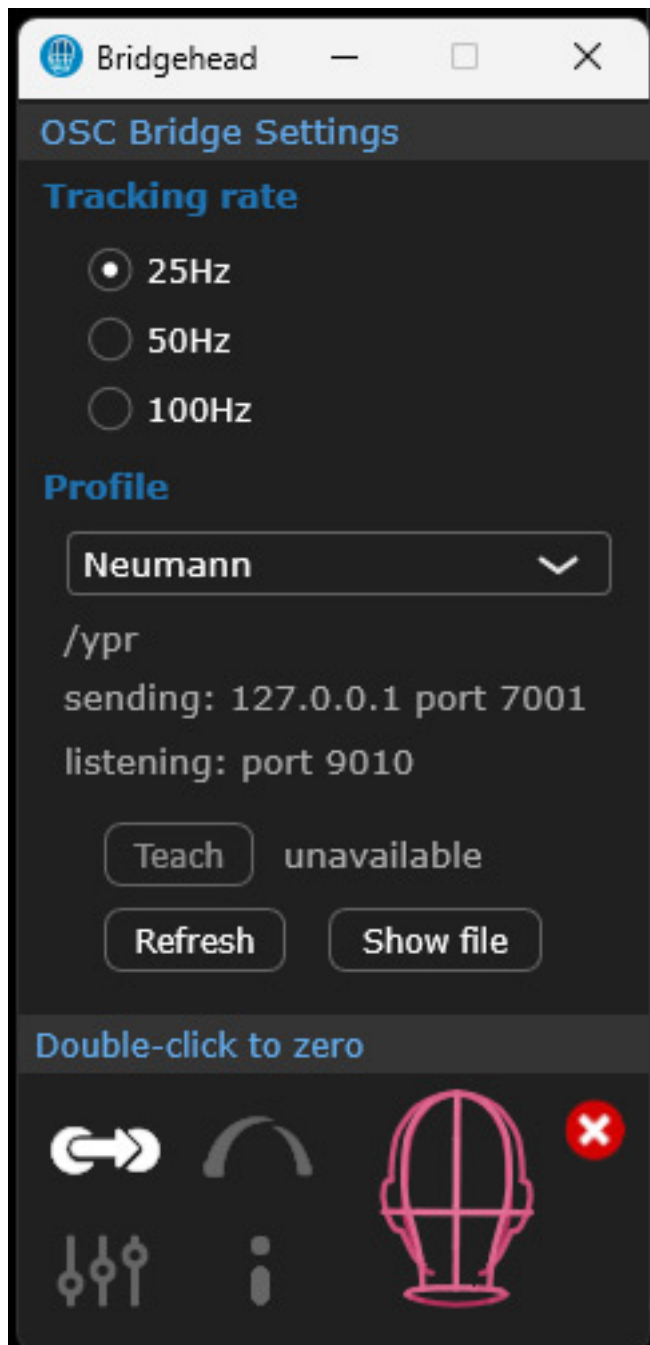 Bridgehead
OSC Bridge Settings
Tracking rate
25Hz
50Hz
100Hz
Profile
Neumann
/ypr
sending: 127.0.0.1 port 7001
listening: port 9010
Teach unavailable
Refresh Show file
Double-click to zero